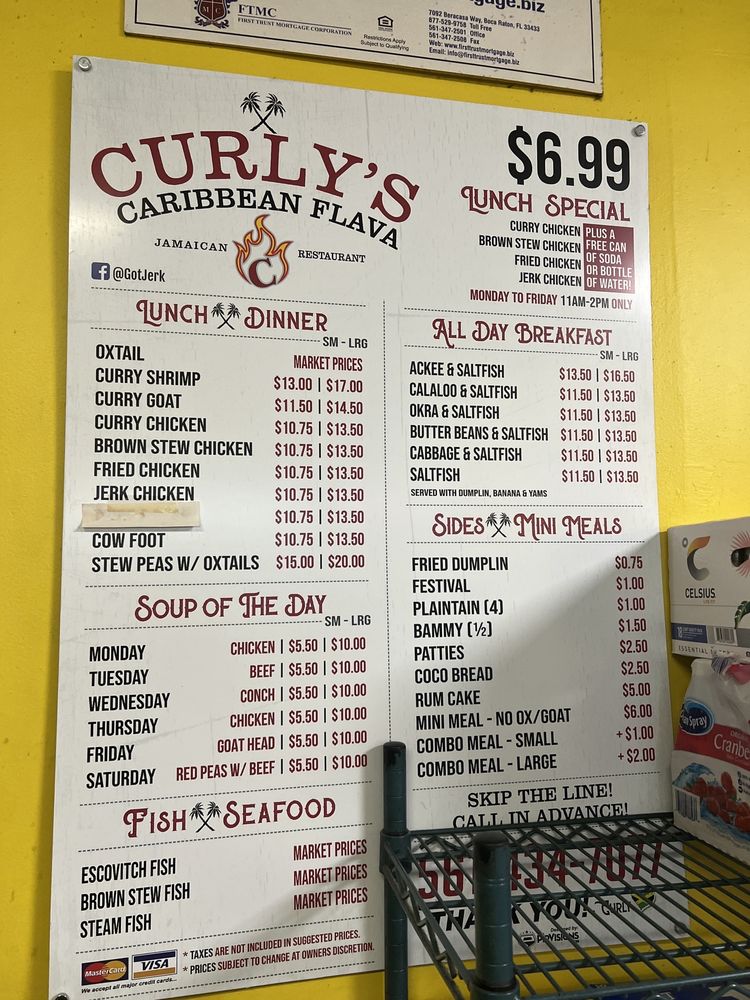 gage.biz
FTMC
FIRST TRUST MORTGAGE CORPORATION
Restrictions Apply
Subject to Qualifying
7092 Beracasa Way, Boca Raton, FL 33433
877-529-9758 Toll Free
561-347-2501 Office
561-347-2508 Fax
Web: www.firsttrustmortgage.biz
Email: info@firsttrustmortgage.biz
CURLY'S
CARIBBEAN FLAVA
JAMAICAN C RESTAURANT
f @GotJerk
$6.99
LUNCH SPECIAL
CURRY CHICKEN
BROWN STEW CHICKEN
FRIED CHICKEN
JERK CHICKEN
PLUS A
FREE CAN
OF SODA
OR BOTTLE
OF WATER!
MONDAY TO FRIDAY 11AM-2PM ONLY
LUNCH DINNER
SM - LRG
OXTAIL MARKET PRICES
CURRY SHRIMP $13.00 | $17.00
CURRY GOAT $11.50 | $14.50
CURRY CHICKEN $10.75 | $13.50
BROWN STEW CHICKEN $10.75 | $13.50
FRIED CHICKEN $10.75 | $13.50
JERK CHICKEN $10.75 | $13.50
$10.75 | $13.50
COW FOOT $10.75 | $13.50
STEW PEAS W/ OXTAILS $15.00 | $20.00
SOUP OF THE DAY
SM - LRG
MONDAY CHICKEN | $5.50 | $10.00
TUESDAY BEEF | $5.50 | $10.00
WEDNESDAY CONCH | $5.50 | $10.00
THURSDAY CHICKEN | $5.50 | $10.00
FRIDAY GOAT HEAD | $5.50 | $10.00
SATURDAY RED PEAS W/ BEEF | $5.50 | $10.00
FISH SEAFOOD
ESCOVITCH FISH MARKET PRICES
BROWN STEW FISH MARKET PRICES
STEAM FISH MARKET PRICES
MasterCard VISA
We accept all major credit cards...
* TAXES ARE NOT INCLUDED IN SUGGESTED PRICES.
* PRICES SUBJECT TO CHANGE AT OWNERS DISCRETION.
ALL DAY BREAKFAST
SM - LRG
ACKEE & SALTFISH $13.50 | $16.50
CALALOO & SALTFISH $11.50 | $13.50
OKRA & SALTFISH $11.50 | $13.50
BUTTER BEANS & SALTFISH $11.50 | $13.50
CABBAGE & SALTFISH $11.50 | $13.50
SALTFISH $11.50 | $13.50
SERVED WITH DUMPLIN, BANANA & YAMS
SIDES MINI MEALS
FRIED DUMPLIN $0.75
FESTIVAL $1.00
PLAINTAIN (4) $1.00
BAMMY (½) $1.50
PATTIES $2.50
COCO BREAD $2.50
RUM CAKE $5.00
MINI MEAL - NO OX/GOAT $6.00
COMBO MEAL - SMALL + $1.00
COMBO MEAL - LARGE + $2.00
SKIP THE LINE!
CALL IN ADVANCE!
THANK YOU!
CELSIUS
ESSENTIAL
Spray
Cranbe